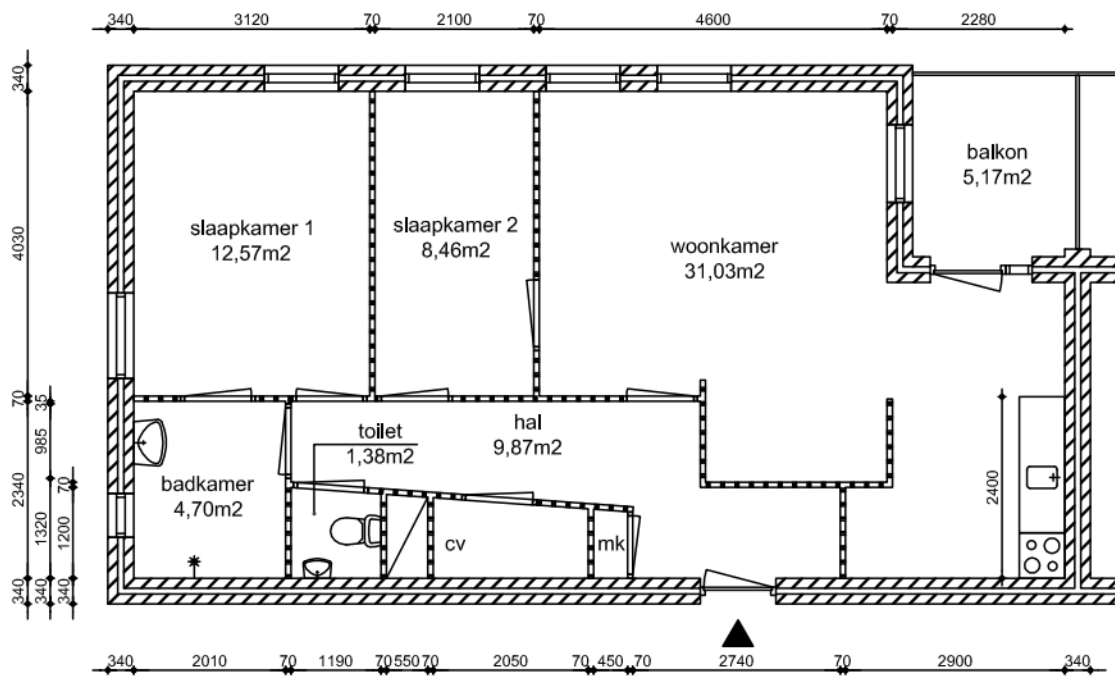 340 3120 70 2100 70 4600 70 2280
340
4030
70
2340
340
35
985
1320
340
70
1200
340
slaapkamer 1
12,57m2
slaapkamer 2
8,46m2
woonkamer
31,03m2
balkon
5,17m2
toilet
1,38m2
hal
9,87m2
badkamer
4,70m2
cv
mk
2400
340 2010 70 1190 70 550 70 2050 70 450 70 2740 70 2900 340